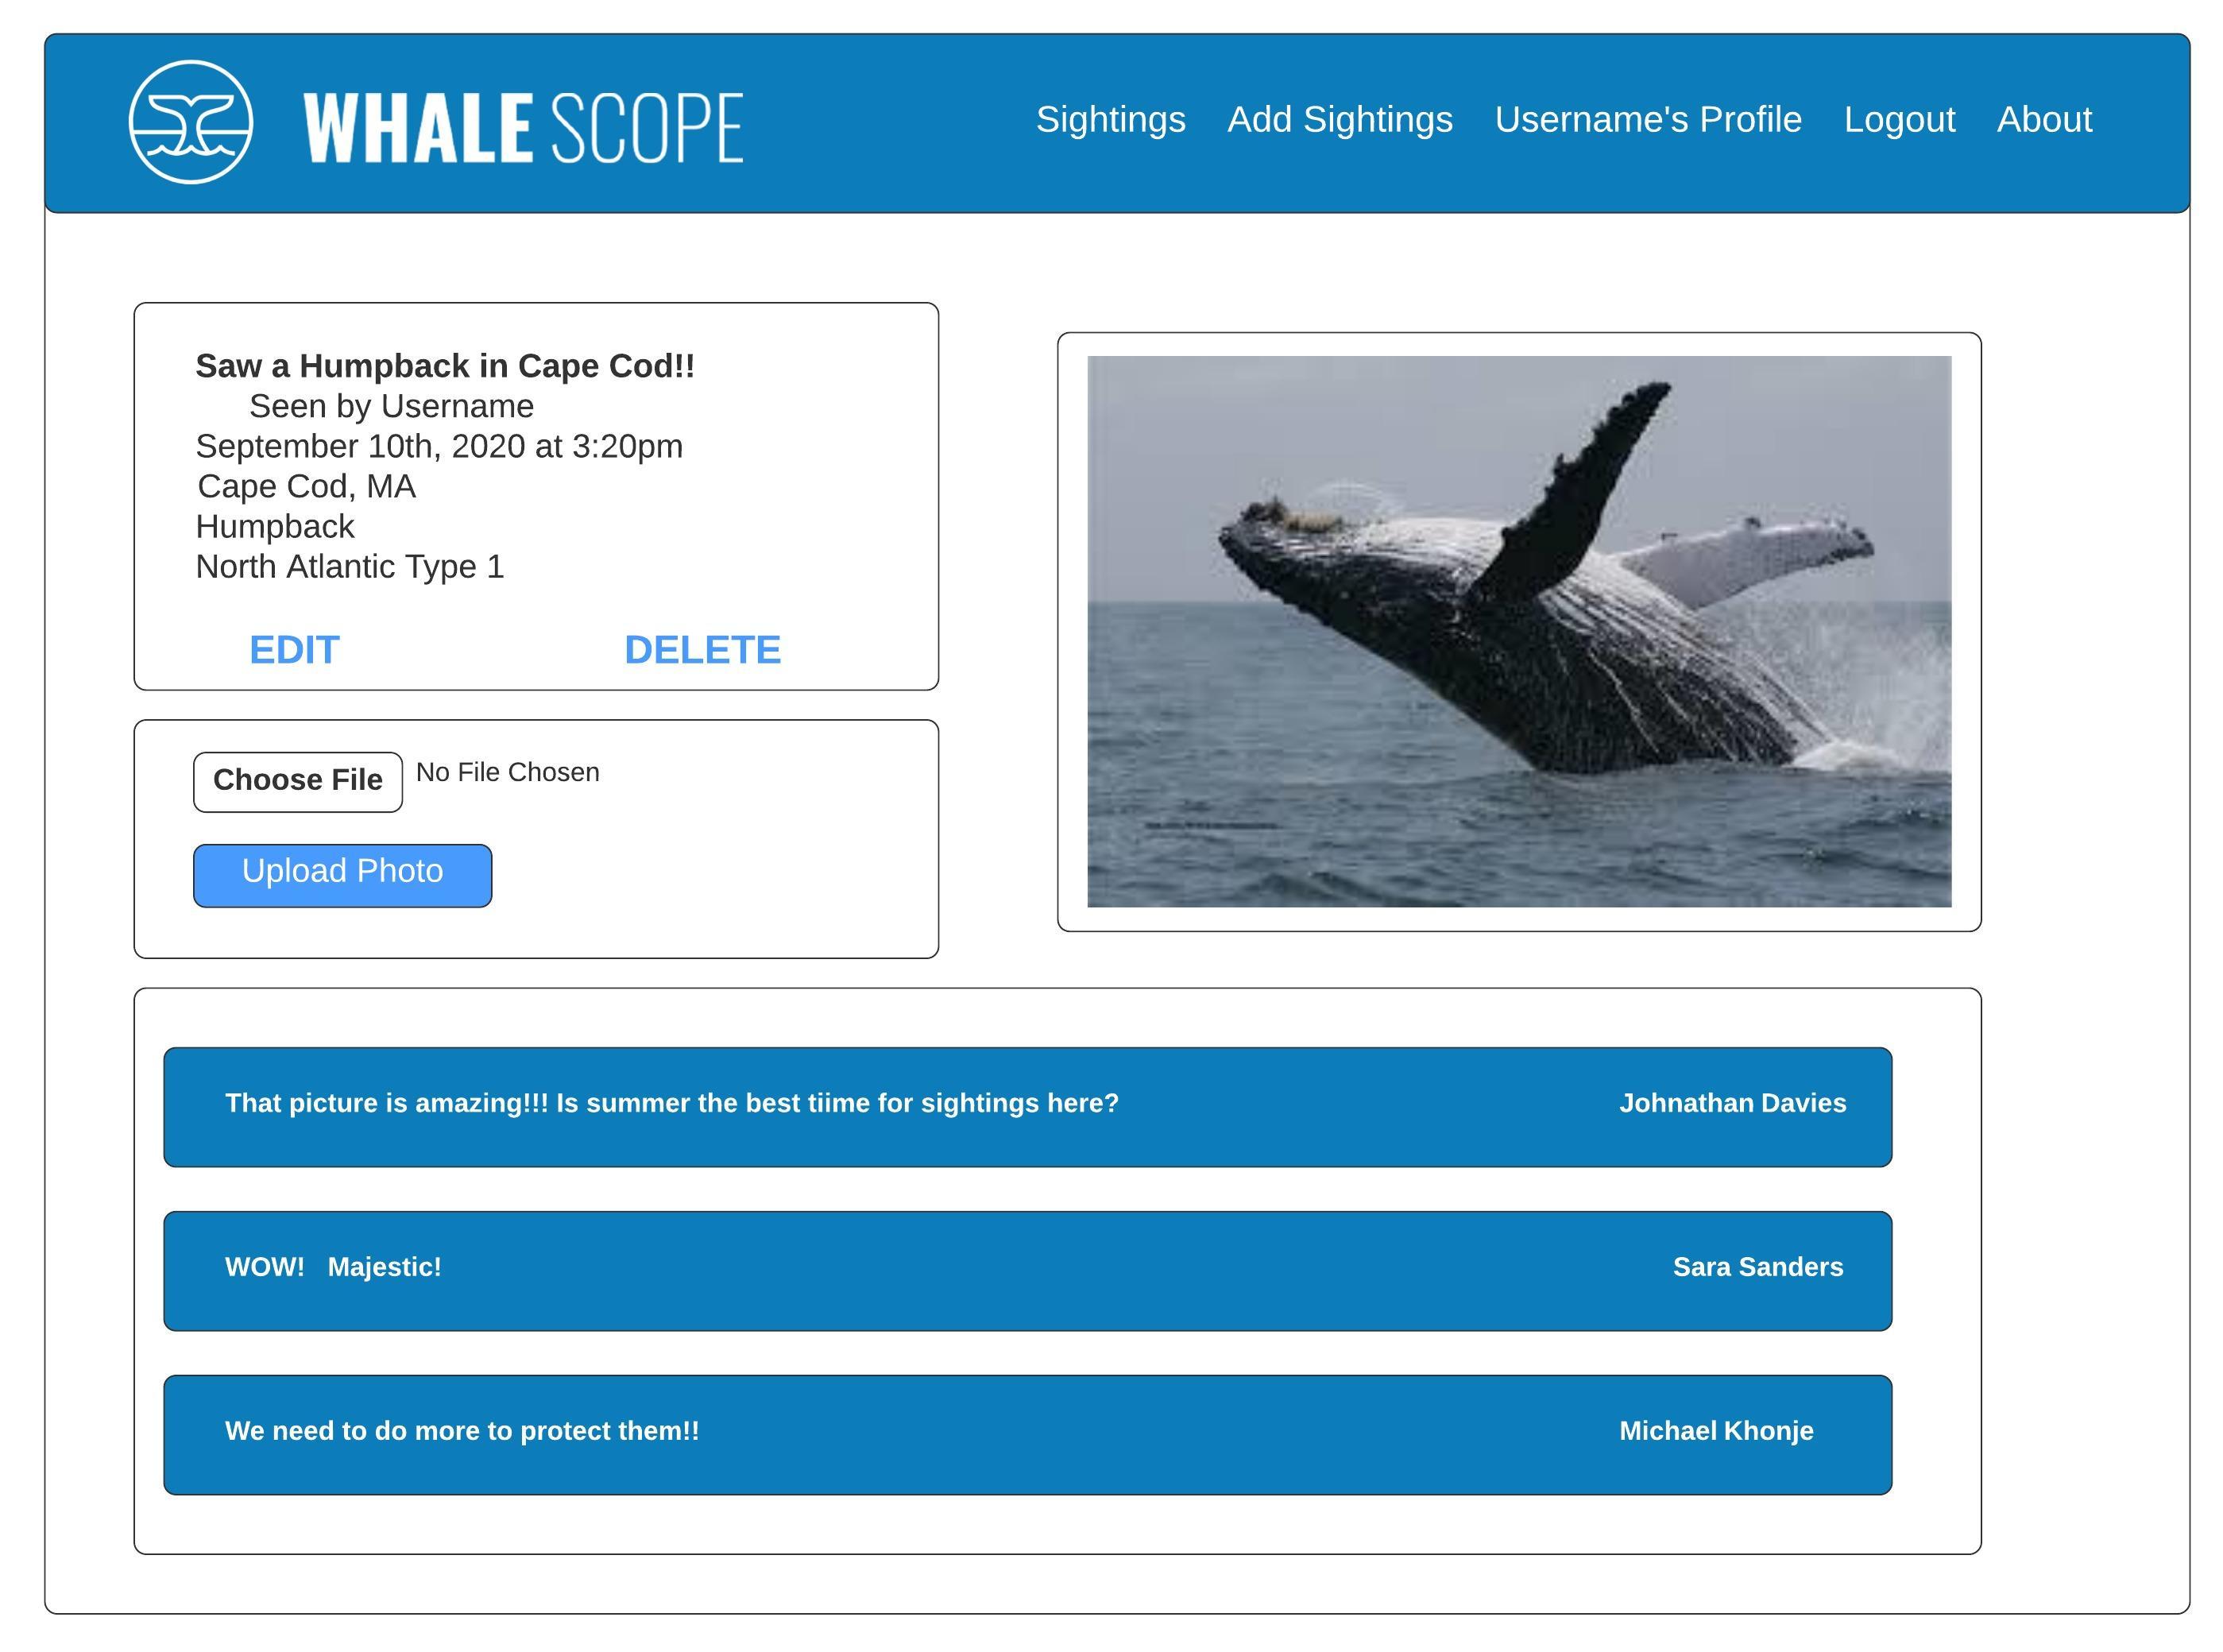 WHALE SCOPE
Sightings Add Sightings Username's Profile Logout About
Saw a Humpback in Cape Cod!!
Seen by Username
September 10th, 2020 at 3:20pm
Cape Cod, MA
Humpback
North Atlantic Type 1
EDIT DELETE
Choose File No File Chosen
Upload Photo
That picture is amazing!!! Is summer the best tiime for sightings here? Johnathan Davies
WOW! Majestic! Sara Sanders
We need to do more to protect them!! Michael Khonje